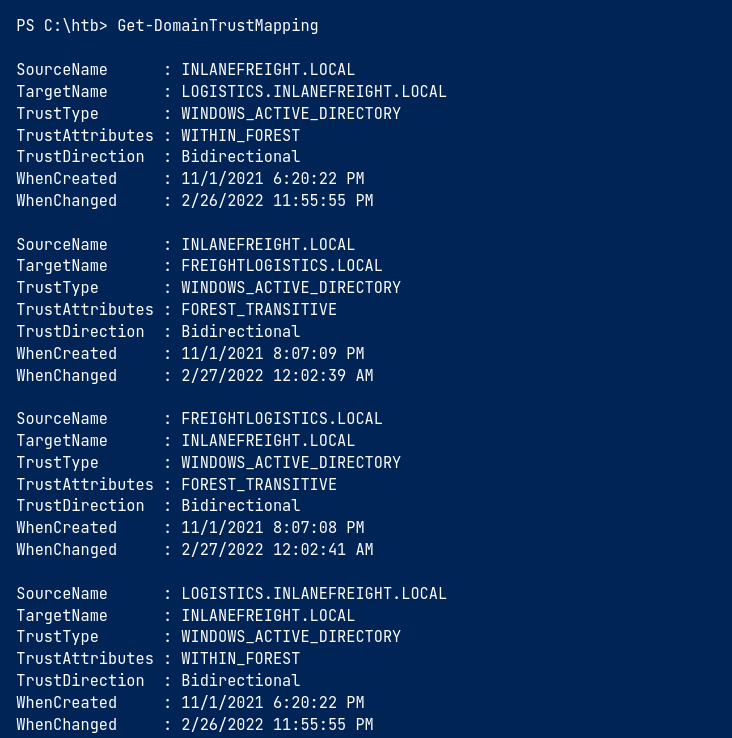 PS C:\htb> Get-DomainTrustMapping

SourceName      : INLANEFREIGHT.LOCAL
TargetName      : LOGISTICS.INLANEFREIGHT.LOCAL
TrustType       : WINDOWS_ACTIVE_DIRECTORY
TrustAttributes : WITHIN_FOREST
TrustDirection  : Bidirectional
WhenCreated     : 11/1/2021 6:20:22 PM
WhenChanged     : 2/26/2022 11:55:55 PM

SourceName      : INLANEFREIGHT.LOCAL
TargetName      : FREIGHTLOGISTICS.LOCAL
TrustType       : WINDOWS_ACTIVE_DIRECTORY
TrustAttributes : FOREST_TRANSITIVE
TrustDirection  : Bidirectional
WhenCreated     : 11/1/2021 8:07:09 PM
WhenChanged     : 2/27/2022 12:02:39 AM

SourceName      : FREIGHTLOGISTICS.LOCAL
TargetName      : INLANEFREIGHT.LOCAL
TrustType       : WINDOWS_ACTIVE_DIRECTORY
TrustAttributes : FOREST_TRANSITIVE
TrustDirection  : Bidirectional
WhenCreated     : 11/1/2021 8:07:08 PM
WhenChanged     : 2/27/2022 12:02:41 AM

SourceName      : LOGISTICS.INLANEFREIGHT.LOCAL
TargetName      : INLANEFREIGHT.LOCAL
TrustType       : WINDOWS_ACTIVE_DIRECTORY
TrustAttributes : WITHIN_FOREST
TrustDirection  : Bidirectional
WhenCreated     : 11/1/2021 6:20:22 PM
WhenChanged     : 2/26/2022 11:55:55 PM